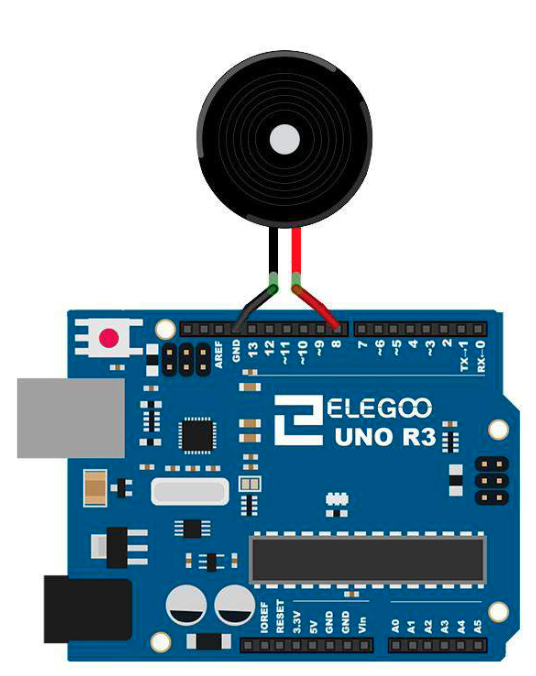 AREF
GND
13
12
~11
~10
~9
8
7
~6
~5
4
~3
2
TX→1
RX←0
ELEGOO
UNO R3
IOREF
RESET
3.3V
5V
GND
GND
Vin
A0
A1
A2
A3
A4
A5